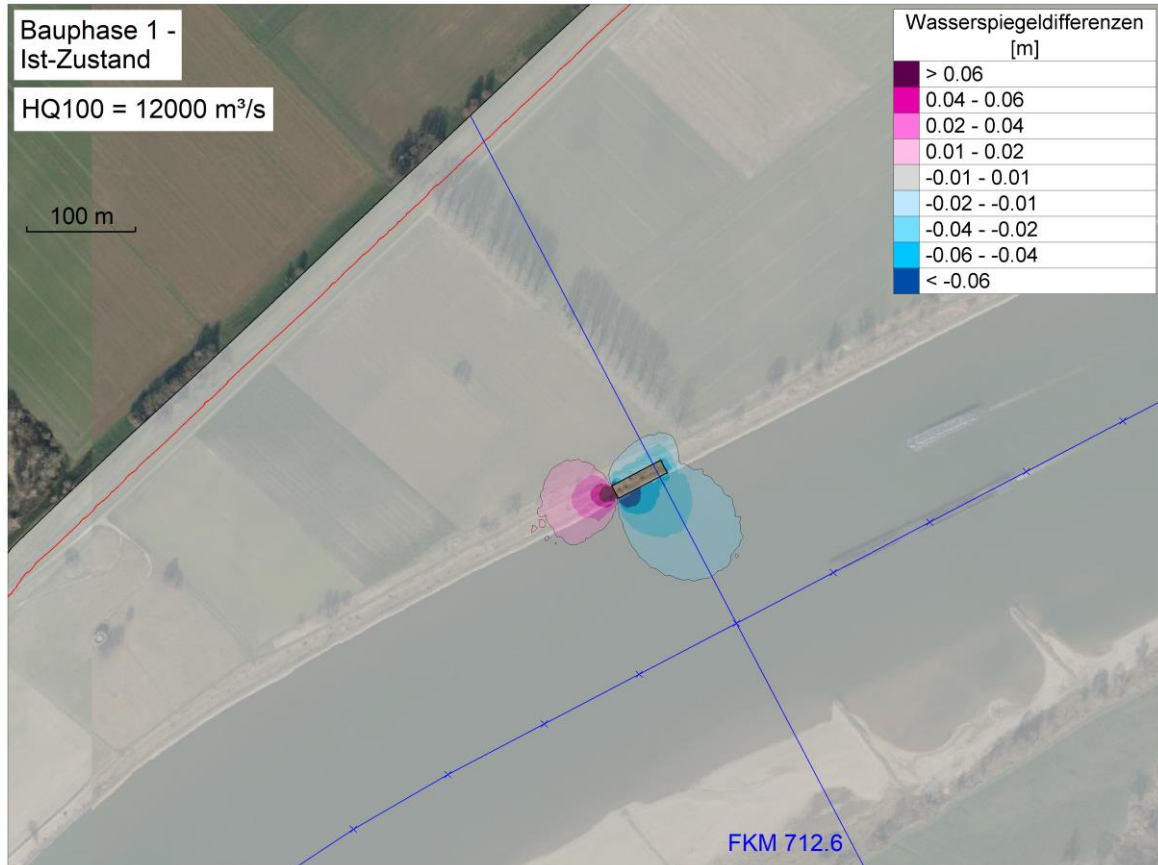 Bauphase 1 -
Ist-Zustand
HQ100 = 12000 m³/s
100 m
Wasserspiegeldifferenzen
[m]
> 0.06
0.04 - 0.06
0.02 - 0.04
0.01 - 0.02
-0.01 - 0.01
-0.02 - -0.01
-0.04 - -0.02
-0.06 - -0.04
< -0.06
FKM 712.6